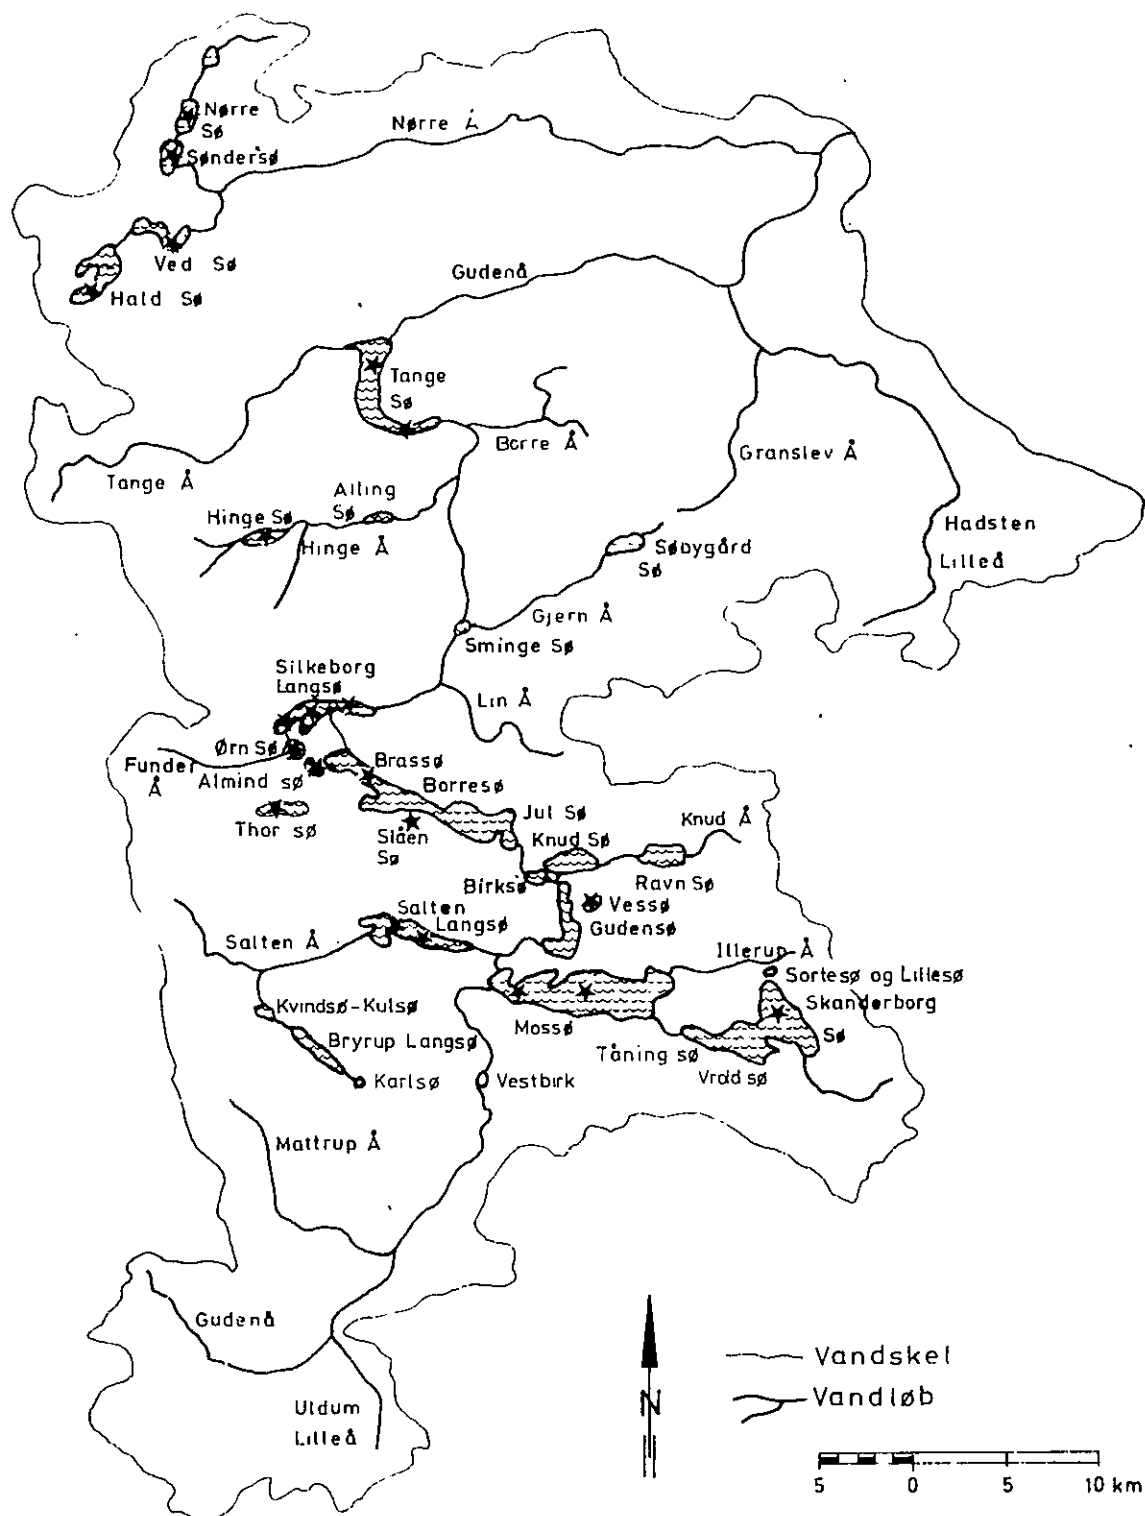 Nørre
Sø
Søndersø
Nørre Å
Ved Sø
Hald Sø
Gudenå
Tange
Sø
Borre Å
Granslev Å
Tange Å
Alling
Sø
Hinge Sø
Hinge Å
Hadsten
Lilleå
Søbygård
Sø
Gjern Å
Sminge Sø
Silkeborg
Langsø
Lin Å
Ørn Sø
Funder
Å
Almind sø
Brassø
Borresø
Thor sø
Slåen
Sø
Jul Sø
Knud Sø
Knud Å
Birksø
Ravn Sø
Vessø
Gudensø
Salten
Langsø
Salten Å
Illerup Å
Sortesø og Lillesø
Skanderborg
Sø
Kvindsø-Kulsø
Mossø
Bryrup Langsø
Tåning sø
Vrold sø
Karlsø
Vestbirk
Mattrup Å
Gudenå
Uldum
Lilleå
N
Vandskel
Vandløb
5 0 5 10 km